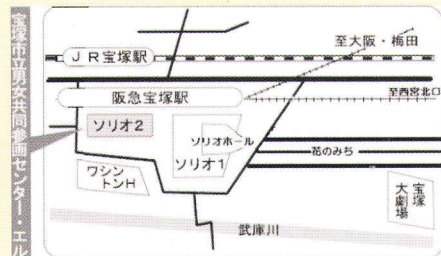 宝塚市立男女共同参画センター・エル
至大阪・梅田
JR宝塚駅
阪急宝塚駅
至西宮北口
ソリオ2
ソリオホール
ソリオ1
花のみち
ワシン
トンH
宝塚
大劇場
武庫川